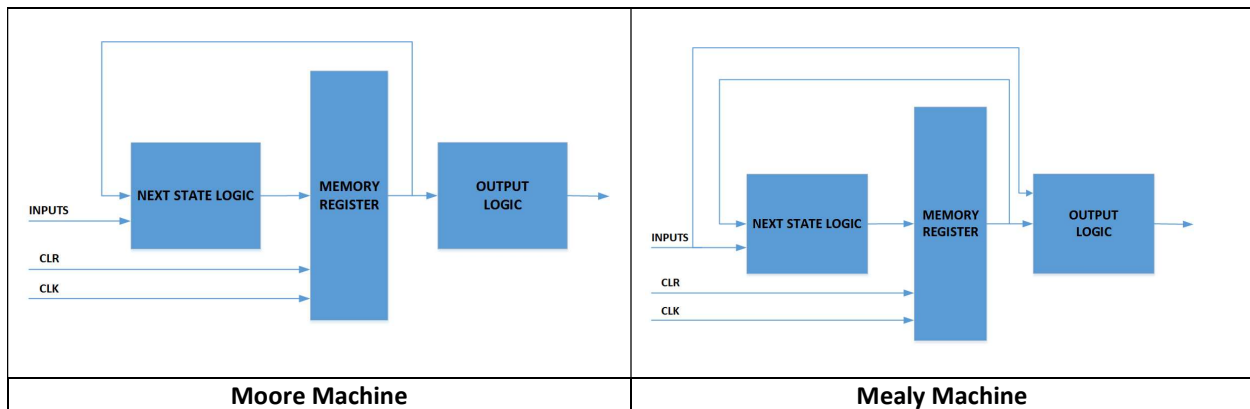 NEXT STATE LOGIC
MEMORY
REGISTER
OUTPUT
LOGIC
INPUTS
CLR
CLK
Moore Machine
NEXT STATE LOGIC
MEMORY
REGISTER
OUTPUT
LOGIC
INPUTS
CLR
CLK
Mealy Machine